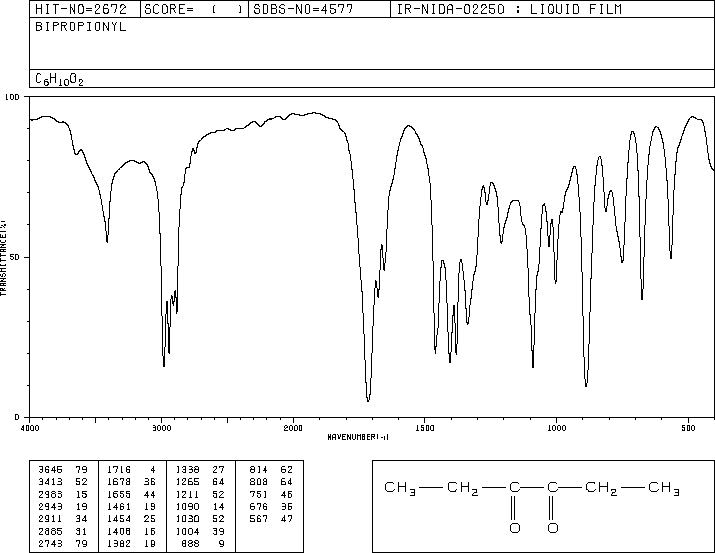 HIT-NO=2672 SCORE= ( ) SDBS-NO=4577 IR-NIDA-02250 : LIQUID FILM
BIPROPIONYL
C6H10O2
100
50
0
TRANSMITTANCE(%)
4000 3000 2000 1500 1000 500
WAVENUMBER(-1)
3645 79 1716 4 1338 27 814 62
3413 52 1678 36 1265 64 808 64
2983 15 1655 44 1211 52 751 46
2943 19 1461 19 1090 14 676 35
2911 34 1454 25 1030 52 567 47
2885 31 1408 16 1004 39
2743 79 1382 19 888 9
CH3 CH2 C C CH2 CH3
O O